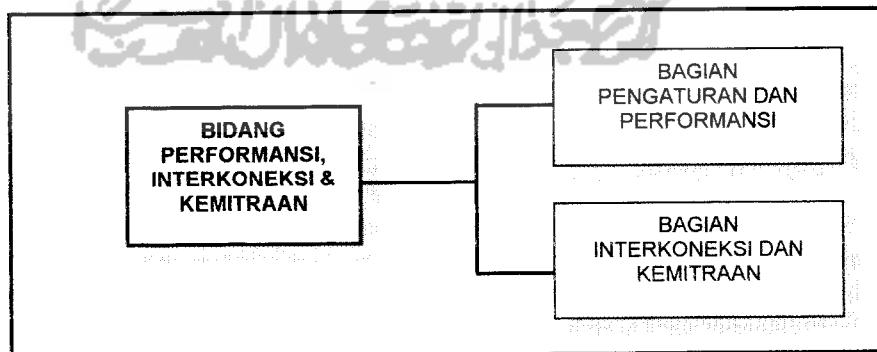 BIDANG
PERFORMANSI,
INTERKONEKSI &
KEMITRAAN
BAGIAN
PENGATURAN DAN
PERFORMANSI
BAGIAN
INTERKONEKSI DAN
KEMITRAAN